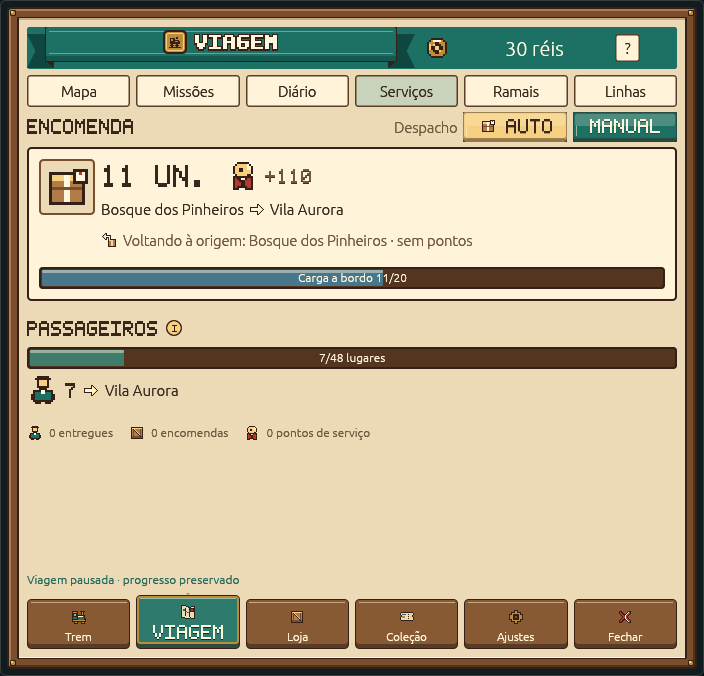 VIAGEM
30 réis
?
Mapa
Missões
Diário
Serviços
Ramais
Linhas
ENCOMENDA
Despacho
AUTO
MANUAL
11 UN.
+110
Bosque dos Pinheiros ⇨ Vila Aurora
Voltando à origem: Bosque dos Pinheiros · sem pontos
Carga a bordo 11/20
PASSAGEIROS
I
7/48 lugares
7 ⇨ Vila Aurora
0 entregues
0 encomendas
0 pontos de serviço
Viagem pausada · progresso preservado
Trem
VIAGEM
Loja
Coleção
Ajustes
Fechar